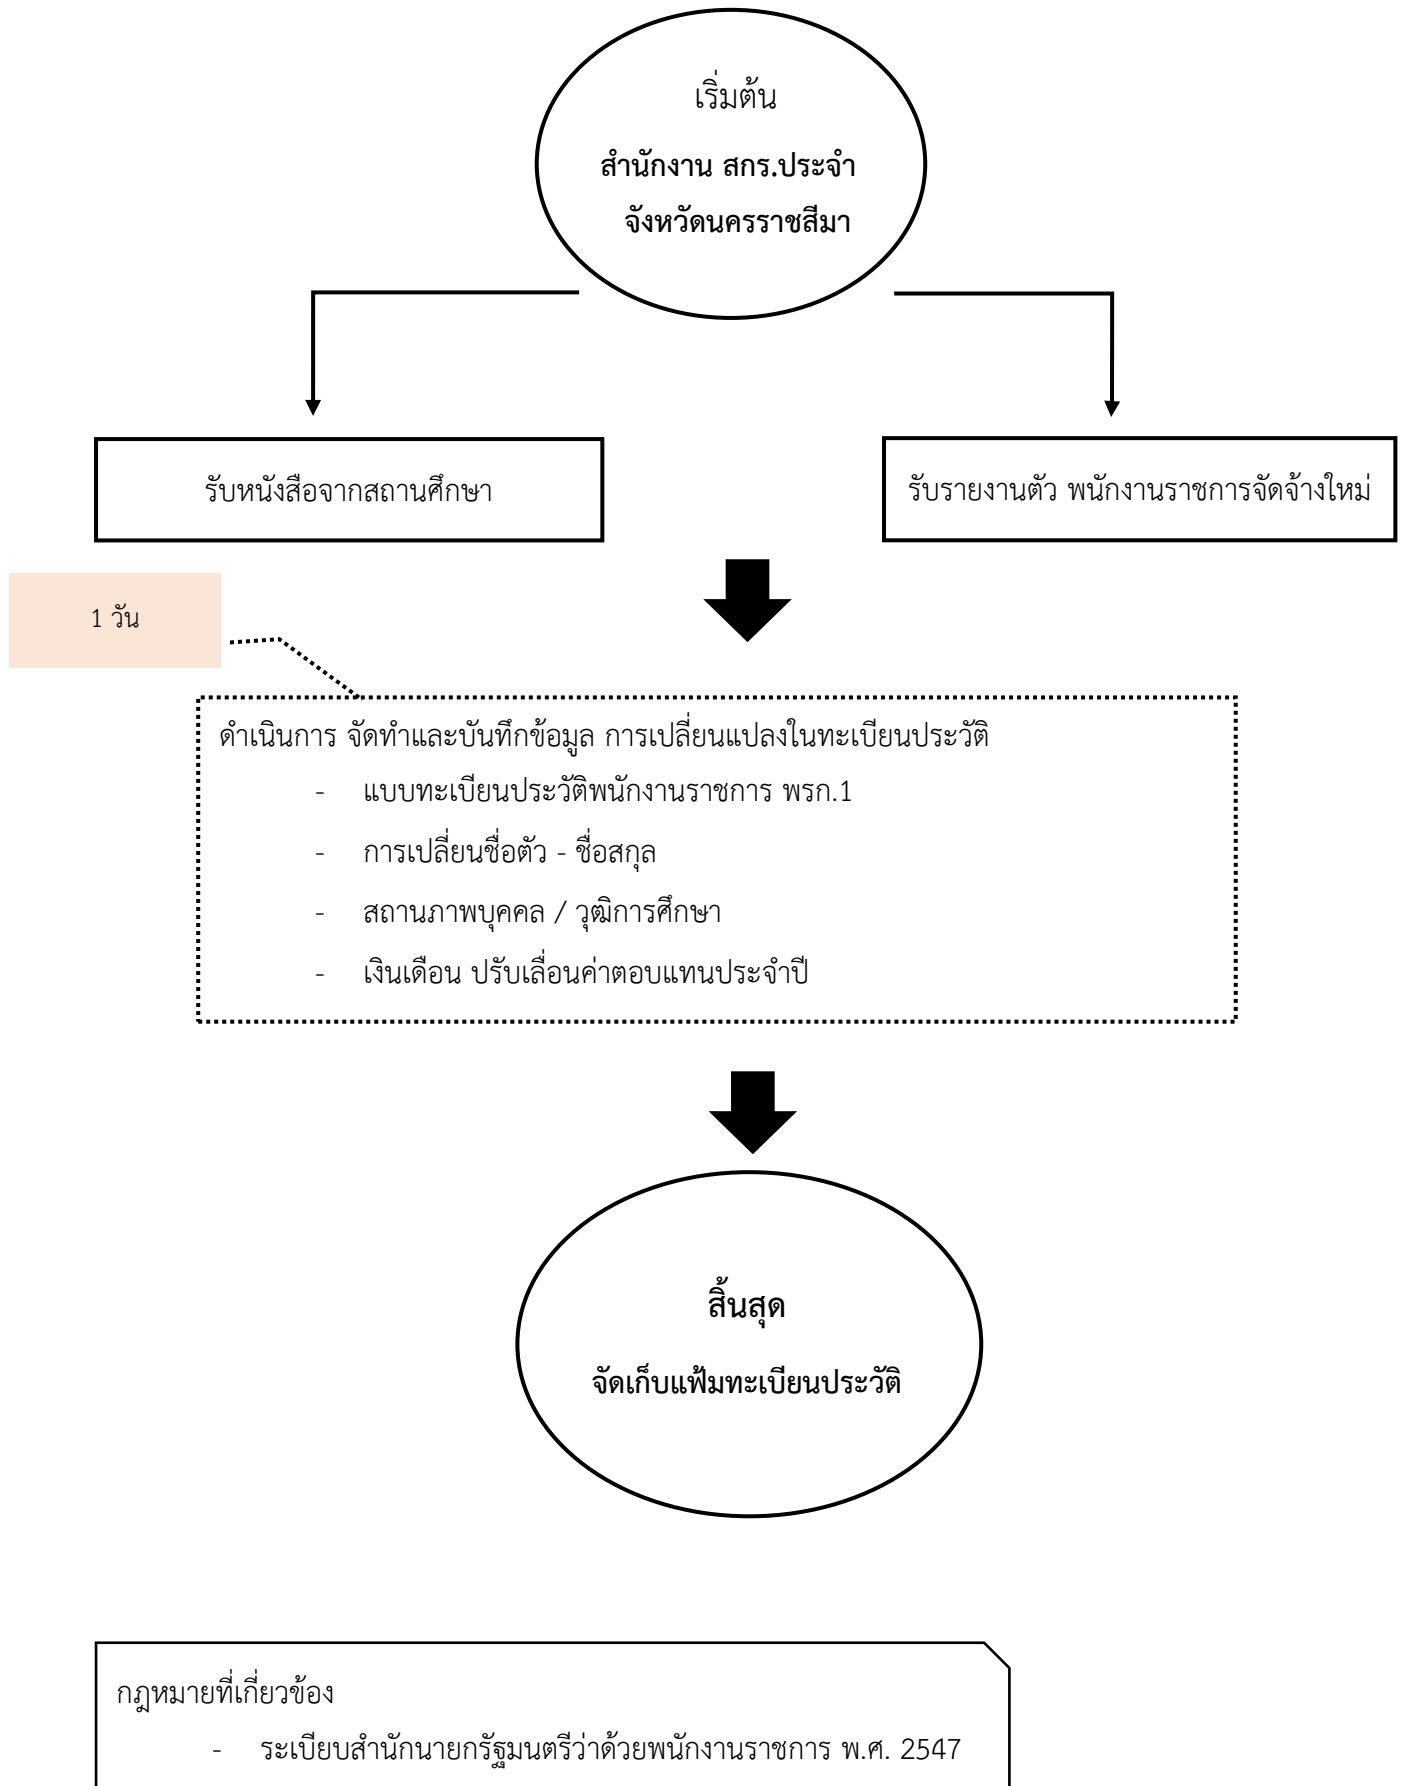 เริ่มต้น
สำนักงาน สกร.ประจำ
จังหวัดนครราชสีมา
รับหนังสือจากสถานศึกษา
รับรายงานตัว พนักงานราชการจัดจ้างใหม่
1 วัน
ดำเนินการ จัดทำและบันทึกข้อมูล การเปลี่ยนแปลงในทะเบียนประวัติ
- แบบทะเบียนประวัติพนักงานราชการ พรก.1
- การเปลี่ยนชื่อตัว - ชื่อสกุล
- สถานภาพบุคคล / วุฒิการศึกษา
- เงินเดือน ปรับเลื่อนค่าตอบแทนประจำปี
สิ้นสุด
จัดเก็บแฟ้มทะเบียนประวัติ
กฎหมายที่เกี่ยวข้อง
- ระเบียบสำนักนายกรัฐมนตรีว่าด้วยพนักงานราชการ พ.ศ. 2547